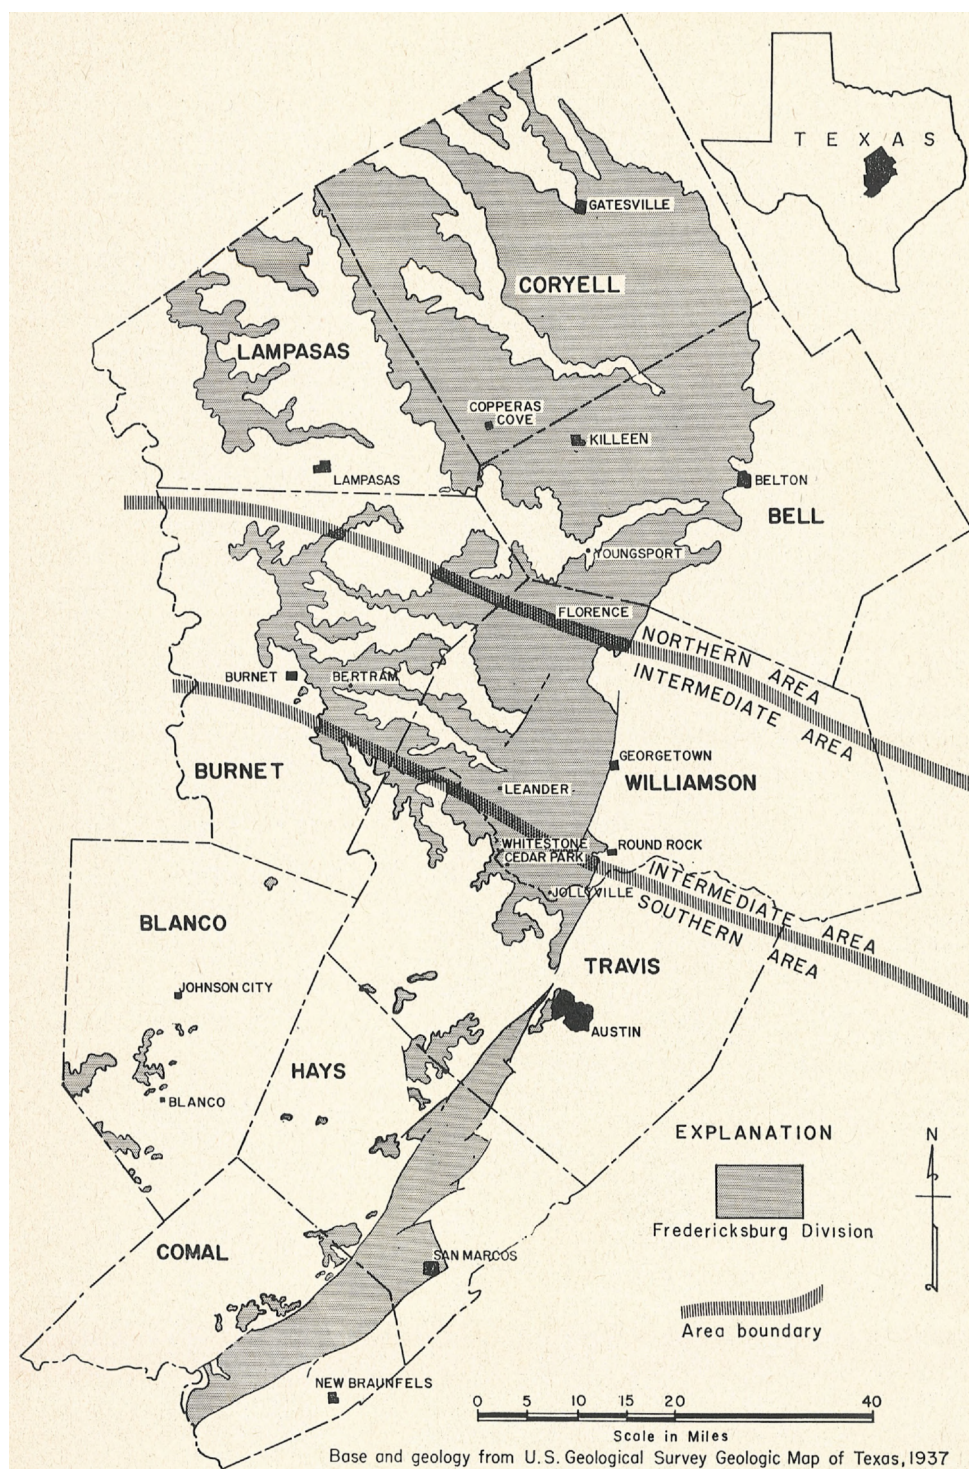 TEXAS
GATESVILLE
CORYELL
LAMPASAS
COPPERAS
COVE
KILLEEN
LAMPASAS
BELTON
BELL
YOUNGSPORT
FLORENCE
NORTHERN AREA
INTERMEDIATE AREA
BURNET
BERTRAM
GEORGETOWN
BURNET
WILLIAMSON
LEANDER
WHITESTONE
CEDAR PARK
ROUND ROCK
JOLLYVILLE
INTERMEDIATE AREA
SOUTHERN AREA
BLANCO
TRAVIS
JOHNSON CITY
AUSTIN
HAYS
BLANCO
EXPLANATION
N
Fredericksburg Division
COMAL
SAN MARCOS
Area boundary
NEW BRAUNFELS
0 5 10 15 20 40
Scale in Miles
Base and geology from U.S. Geological Survey Geologic Map of Texas, 1937